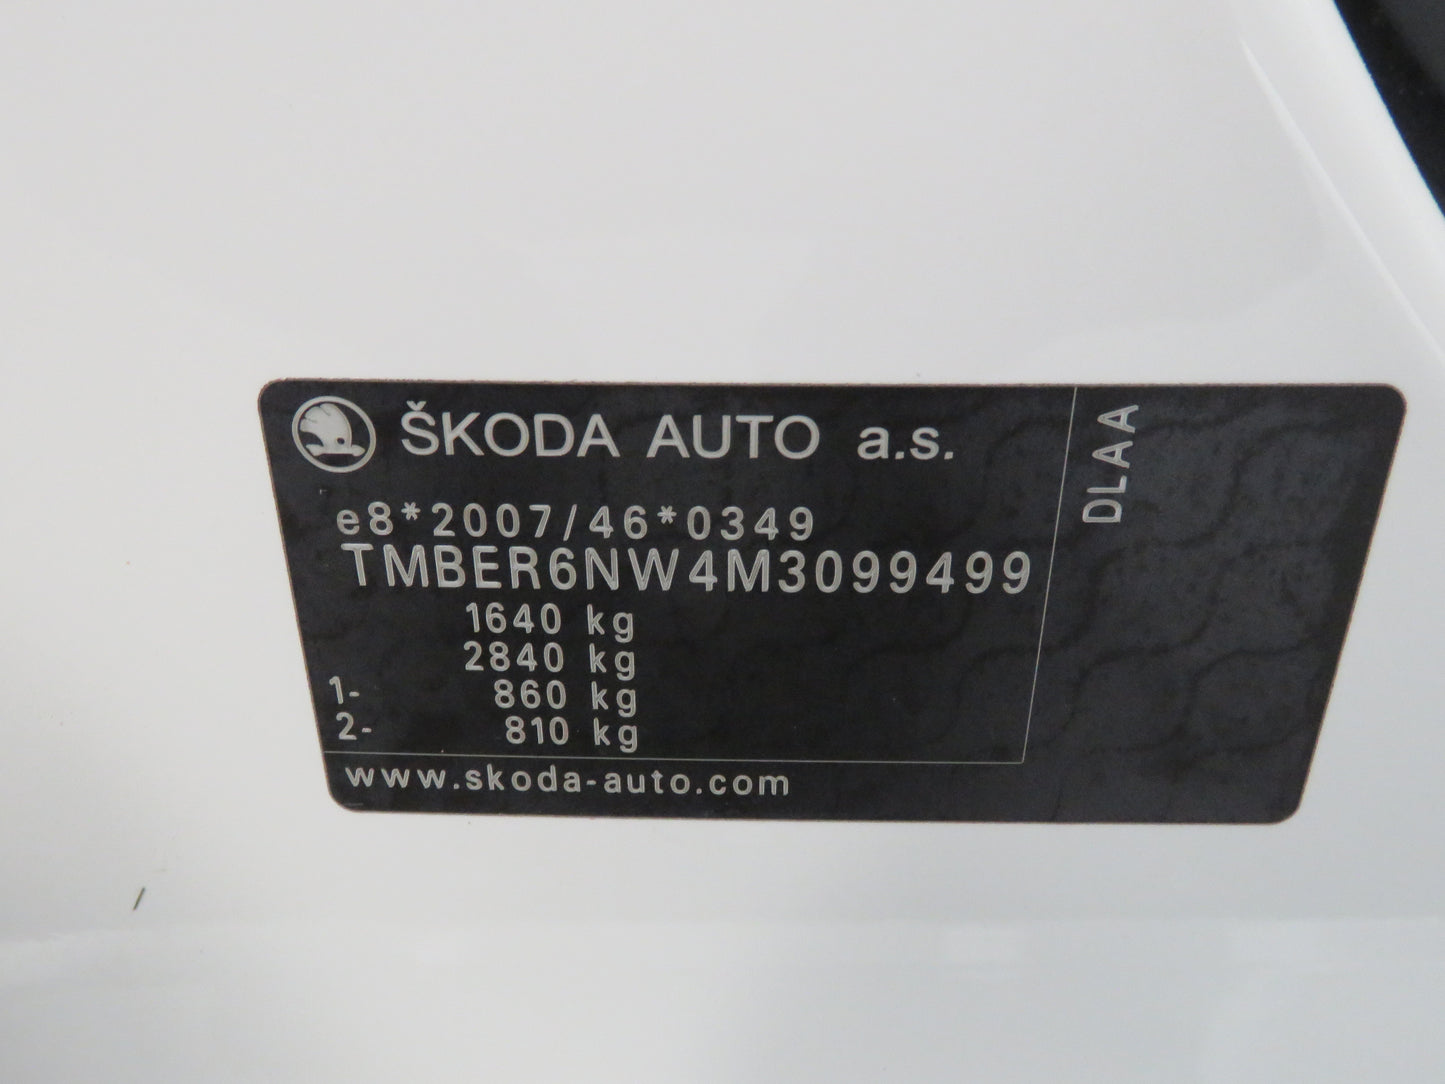 ŠKODA AUTO a.s.
e8*2007/46*0349
TMBER6NW4M3099499
1640 kg
2840 kg
1- 860 kg
2- 810 kg
www.skoda-auto.com
DLAA